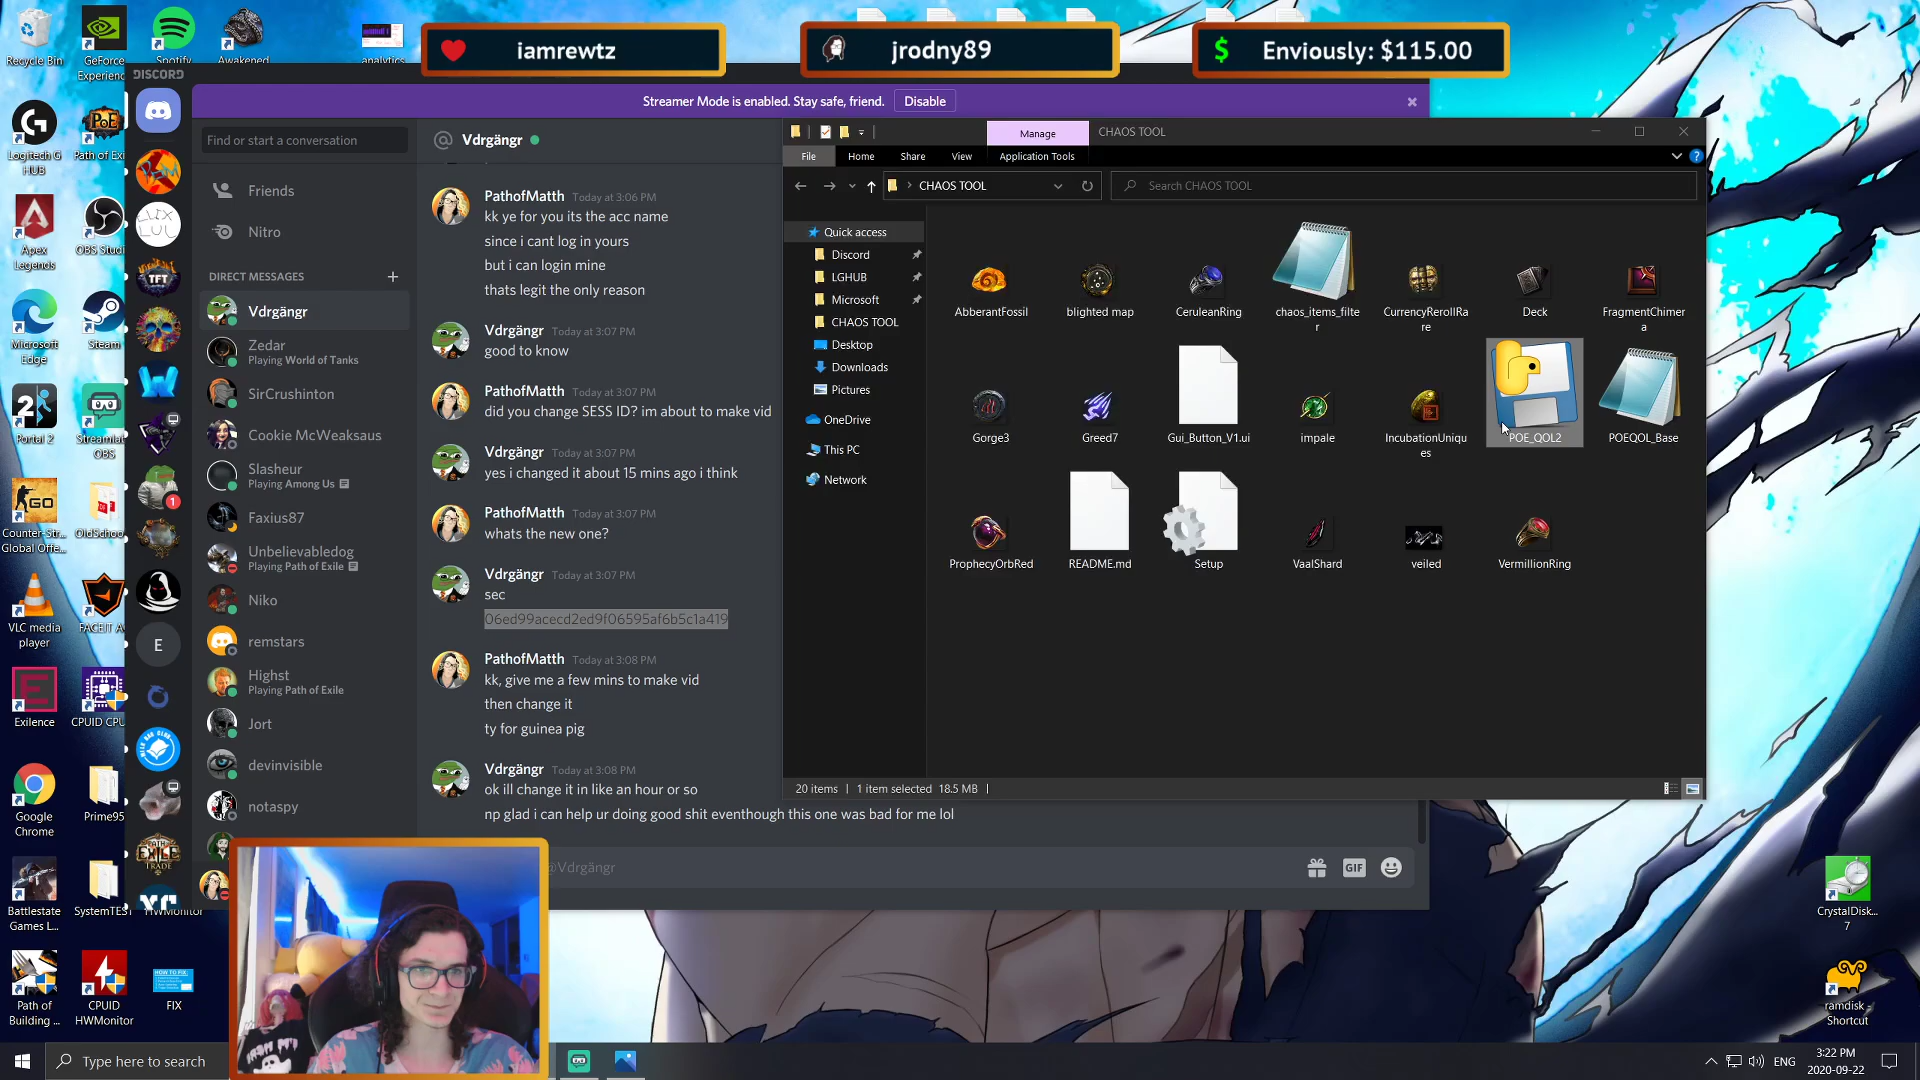 iamrewtz
jrodny89
$ Enviously: $115.00
Recycle Bin
GeForce
Experienc
Spotify
Awakened
analytics
Logitech G
HUB
Path of Exi
Apex
Legends
OBS Studi
Microsoft
Edge
Steam
Portal 2
Streamlab
OBS
Counter-Str...
Global Offe...
OldSchoo
VLC media
player
FACEIT A
Exilence
CPUID CPU
Google
Chrome
Prime95
Battlestate
Games L...
SystemTES
HWMonitor
Path of
Building ...
CPUID
HWMonitor
FIX
CrystalDisk...
7
ramdisk -
Shortcut
DISCORD
Streamer Mode is enabled. Stay safe, friend.
Disable
Find or start a conversation
Friends
Nitro
DIRECT MESSAGES
Vdrgängr
Zedar
Playing World of Tanks
SirCrushinton
Cookie McWeaksaus
Slasheur
Playing Among Us
Faxius87
Unbelievabledog
Playing Path of Exile
Niko
remstars
Highst
Playing Path of Exile
Jort
devinvisible
notaspy
TFT
E
1
@ Vdrgängr
PathofMatth Today at 3:06 PM
kk ye for you its the acc name
since i cant log in yours
but i can login mine
thats legit the only reason
Vdrgängr Today at 3:07 PM
good to know
PathofMatth Today at 3:07 PM
did you change SESS ID? im about to make vid
Vdrgängr Today at 3:07 PM
yes i changed it about 15 mins ago i think
PathofMatth Today at 3:07 PM
whats the new one?
Vdrgängr Today at 3:07 PM
sec
06ed99acecd2ed9f06595af6b5c1a419
PathofMatth Today at 3:08 PM
kk, give me a few mins to make vid
then change it
ty for guinea pig
Vdrgängr Today at 3:08 PM
ok ill change it in like an hour or so
np glad i can help ur doing good shit eventhough this one was bad for me lol
@Vdrgängr
GIF
Manage
CHAOS TOOL
File
Home
Share
View
Application Tools
CHAOS TOOL
Search CHAOS TOOL
Quick access
Discord
LGHUB
Microsoft
CHAOS TOOL
Desktop
Downloads
Pictures
OneDrive
This PC
Network
AbberantFossil
blighted map
CeruleanRing
chaos_items_filte
r
CurrencyRerollRa
re
Deck
FragmentChimer
a
Gorge3
Greed7
Gui_Button_V1.ui
impale
IncubationUniqu
es
POE_QOL2
POEQOL_Base
ProphecyOrbRed
README.md
Setup
VaalShard
veiled
VermillionRing
20 items
1 item selected 18.5 MB
Type here to search
ENG
3:22 PM
2020-09-22